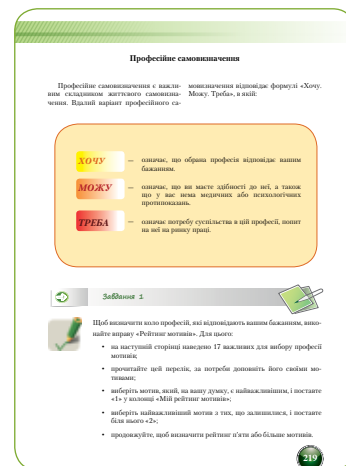 Професійне самовизначення
Професійне самовизначення є важли-
вим складником життєвого самовизна-
чення. Вдалий варіант професійного са-
мовизначення відповідає формулі «Хочу.
Можу. Треба», в якій:
ХОЧУ — означає, що обрана професія відповідає вашим
бажанням.
МОЖУ — означає, що ви маєте здібності до неї, а також
що у вас нема медичних або психологічних
протипоказань.
ТРЕБА — означає потребу суспільства в цій професії, попит
на неї на ринку праці.
Завдання 1
Щоб визначити коло професій, які відповідають вашим бажанням, вико-
найте вправу «Рейтинг мотивів». Для цього:
• на наступній сторінці наведено 17 важливих для вибору професії
мотивів;
• прочитайте цей перелік, за потреби доповніть його своїми мо-
тивами;
• виберіть мотив, який, на вашу думку, є найважливішим, і поставте
«1» у колонці «Мій рейтинг мотивів»;
• виберіть найважливіший мотив з тих, що залишилися, і поставте
біля нього «2»;
• продовжуйте, щоб визначити рейтинг п'яти або більше мотивів.
219